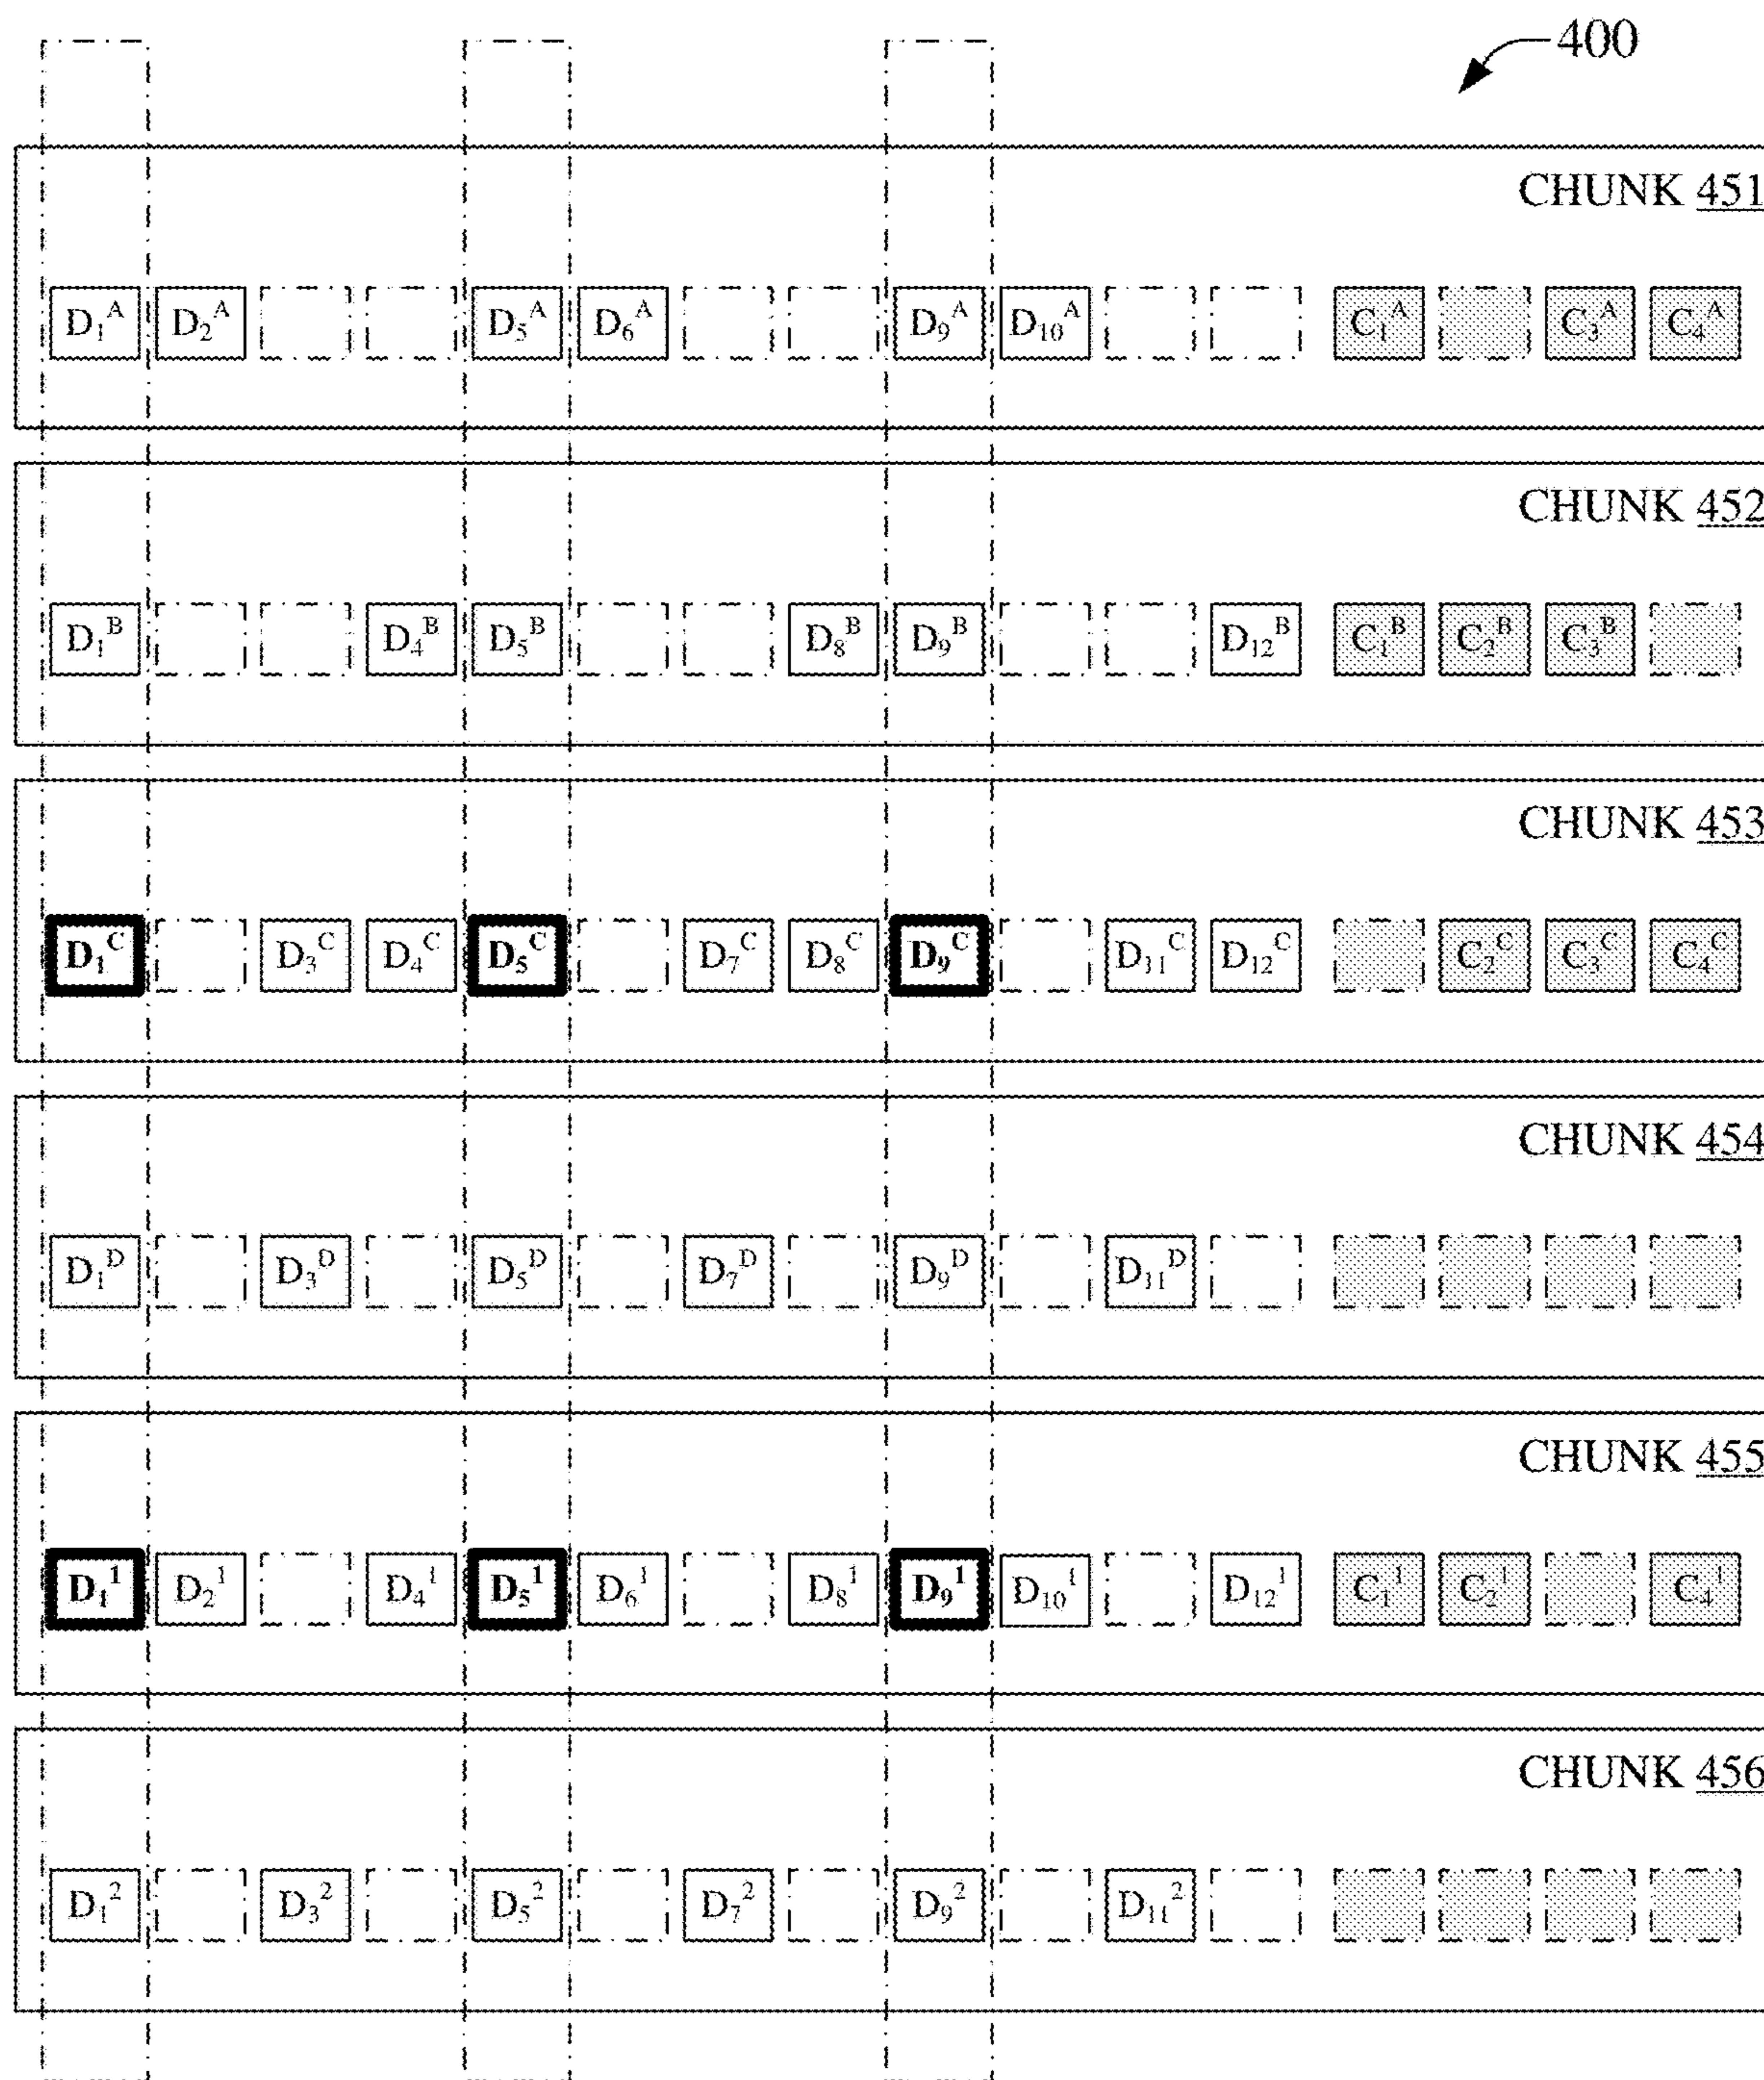 400
CHUNK 451
D₁ᴬ D₂ᴬ D₅ᴬ D₆ᴬ D₉ᴬ D₁₀ᴬ C₁ᴬ C₃ᴬ C₄ᴬ
CHUNK 452
D₁ᴮ D₄ᴮ D₅ᴮ D₈ᴮ D₉ᴮ D₁₂ᴮ C₁ᴮ C₂ᴮ C₃ᴮ
CHUNK 453
D₁ᶜ D₃ᶜ D₄ᶜ D₅ᶜ D₇ᶜ D₈ᶜ D₉ᶜ D₁₁ᶜ D₁₂ᶜ C₂ᶜ C₃ᶜ C₄ᶜ
CHUNK 454
D₁ᴰ D₃ᴰ D₅ᴰ D₇ᴰ D₉ᴰ D₁₁ᴰ
CHUNK 455
D₁¹ D₂¹ D₄¹ D₅¹ D₆¹ D₈¹ D₉¹ D₁₀¹ D₁₂¹ C₁¹ C₂¹ C₄¹
CHUNK 456
D₁² D₃² D₅² D₇² D₉² D₁₁²